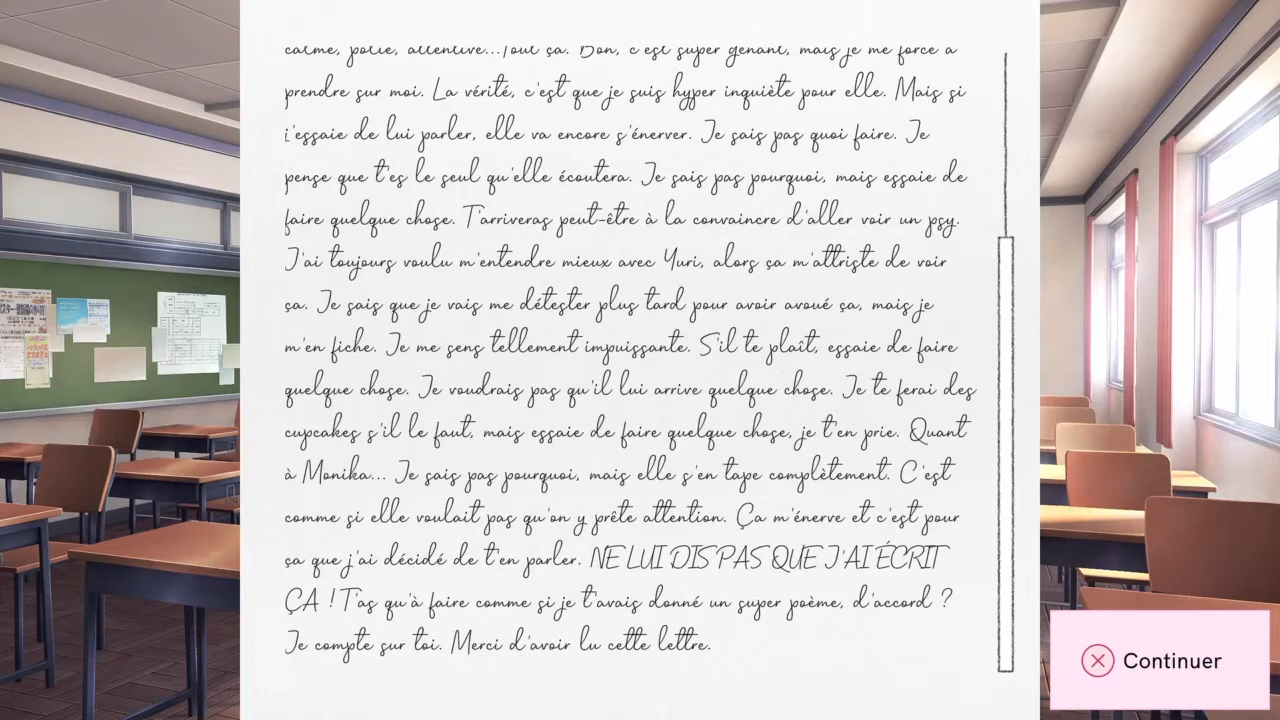 calme, polie, attentive...Tout ça. Bon, c'est super gênant, mais je me force à
prendre sur moi. La vérité, c'est que je suis hyper inquiète pour elle. Mais si
j'essaie de lui parler, elle va encore s'énerver. Je sais pas quoi faire. Je
pense que t'es le seul qu'elle écoutera. Je sais pas pourquoi, mais essaie de
faire quelque chose. T'arriveras peut-être à la convaincre d'aller voir un psy.
J'ai toujours voulu m'entendre mieux avec Yuri, alors ça m'attriste de voir
ça. Je sais que je vais me détester plus tard pour avoir avoué ça, mais je
m'en fiche. Je me sens tellement impuissante. S'il te plaît, essaie de faire
quelque chose. Je voudrais pas qu'il lui arrive quelque chose. Je te ferai des
cupcakes s'il le faut, mais essaie de faire quelque chose, je t'en prie. Quant
à Monika... Je sais pas pourquoi, mais elle s'en tape complètement. C'est
comme si elle voulait pas qu'on y prête attention. Ça m'énerve et c'est pour
ça que j'ai décidé de t'en parler. NE LUI DIS PAS QUE J'AI ÉCRIT
ÇA ! T'as qu'à faire comme si je t'avais donné un super poème, d'accord ?
Je compte sur toi. Merci d'avoir lu cette lettre.
Continuer